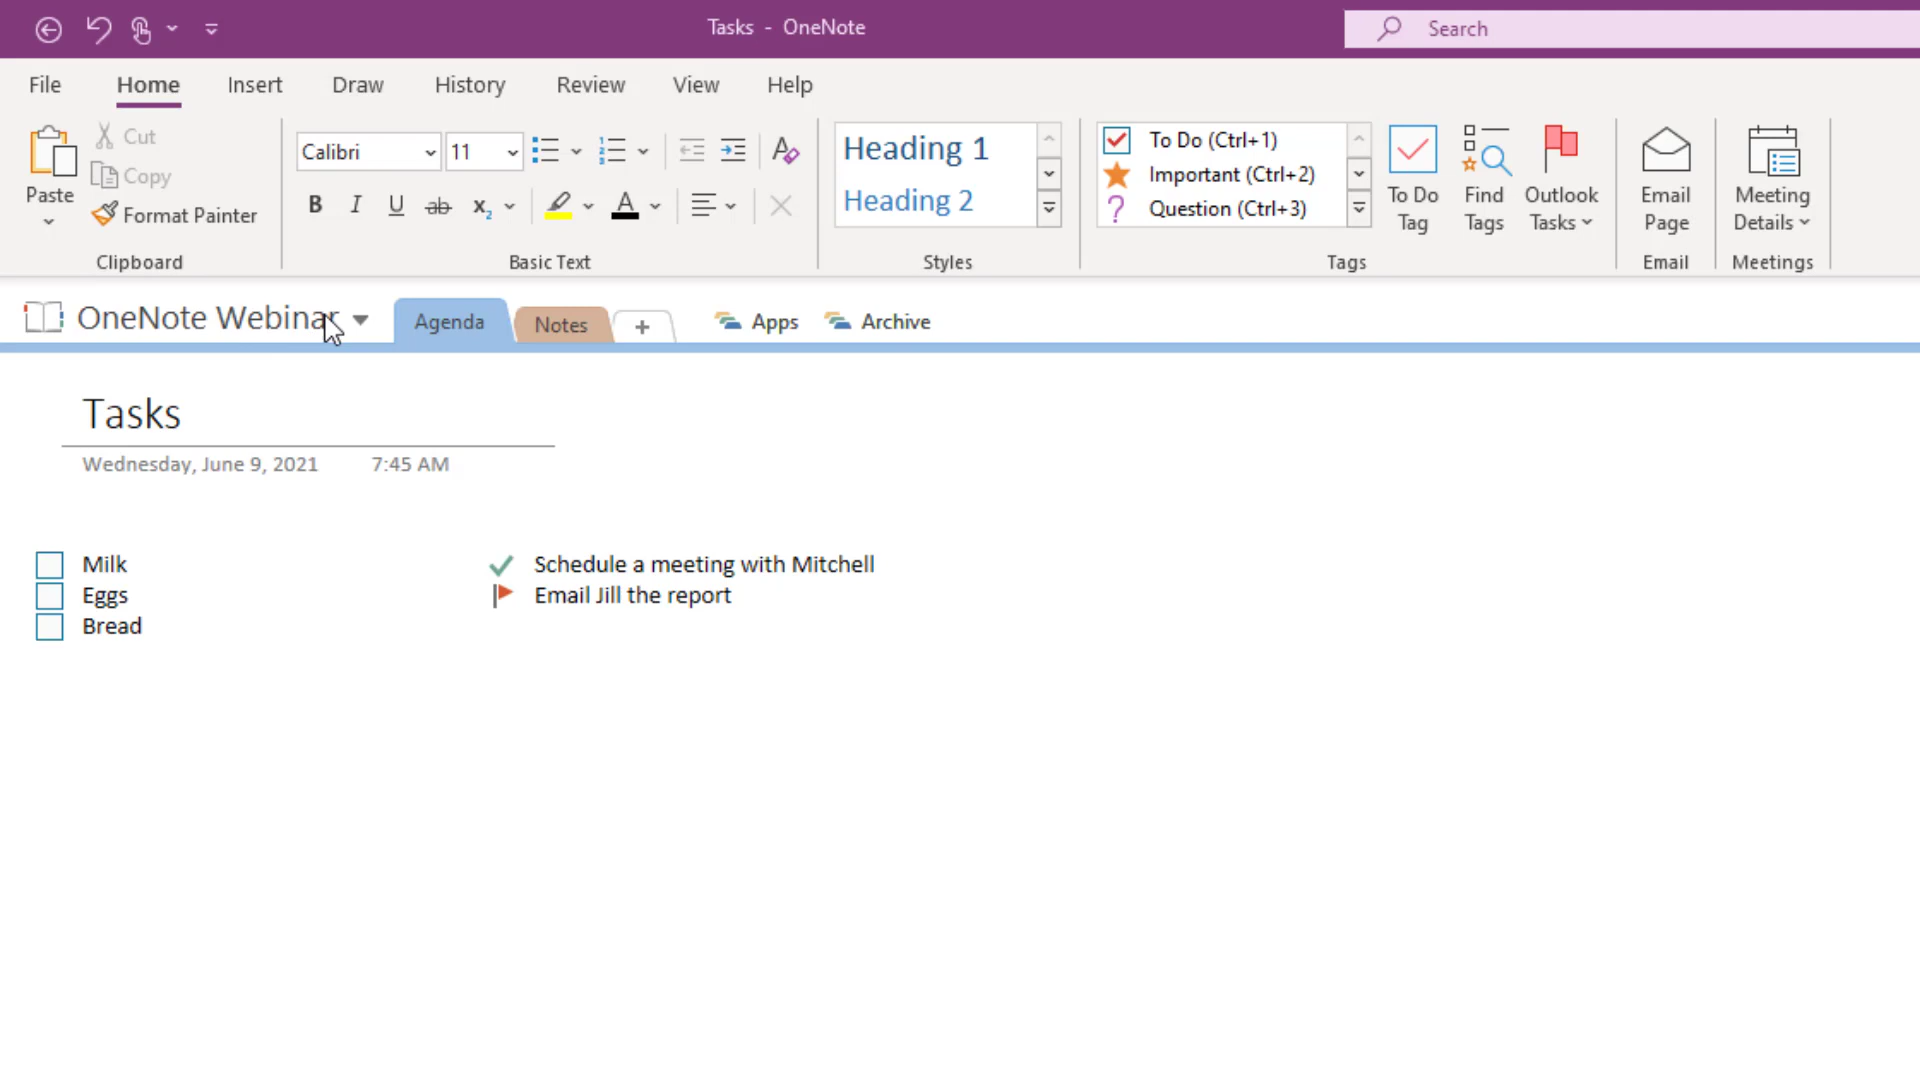 Tasks - OneNote
Search
File Home Insert Draw History Review View Help
Paste
Cut
Copy
Format Painter
Clipboard
Calibri 11
B I U ab x₂ A
Basic Text
Heading 1
Heading 2
Styles
To Do (Ctrl+1)
Important (Ctrl+2)
Question (Ctrl+3)
To Do
Tag
Find
Tags
Outlook
Tasks
Tags
Email
Page
Email
Meeting
Details
Meetings
OneNote Webinar Agenda Notes + Apps Archive
Tasks
Wednesday, June 9, 2021 7:45 AM
Milk
Eggs
Bread
Schedule a meeting with Mitchell
Email Jill the report